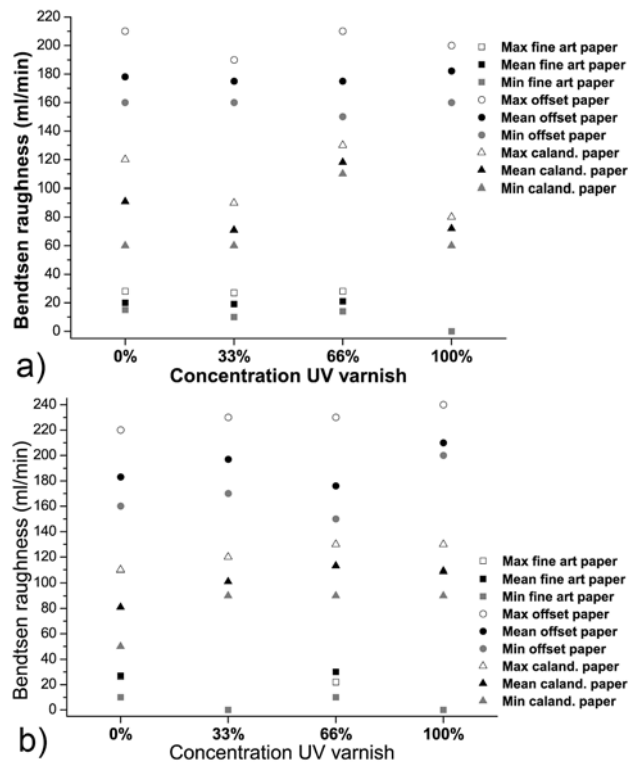 Bendtsen raughness (ml/min)
220
200
180
160
140
120
100
80
60
40
20
0
0%
33%
66%
100%
Concentration UV varnish
a)
Max fine art paper
Mean fine art paper
Min fine art paper
Max offset paper
Mean offset paper
Min offset paper
Max caland. paper
Mean caland. paper
Min caland. paper
Bendtsen raughness (ml/min)
240
220
200
180
160
140
120
100
80
60
40
20
0
0%
33%
66%
100%
Concentration UV varnish
b)
Max fine art paper
Mean fine art paper
Min fine art paper
Max offset paper
Mean offset paper
Min offset paper
Max caland. paper
Mean caland. paper
Min caland. paper